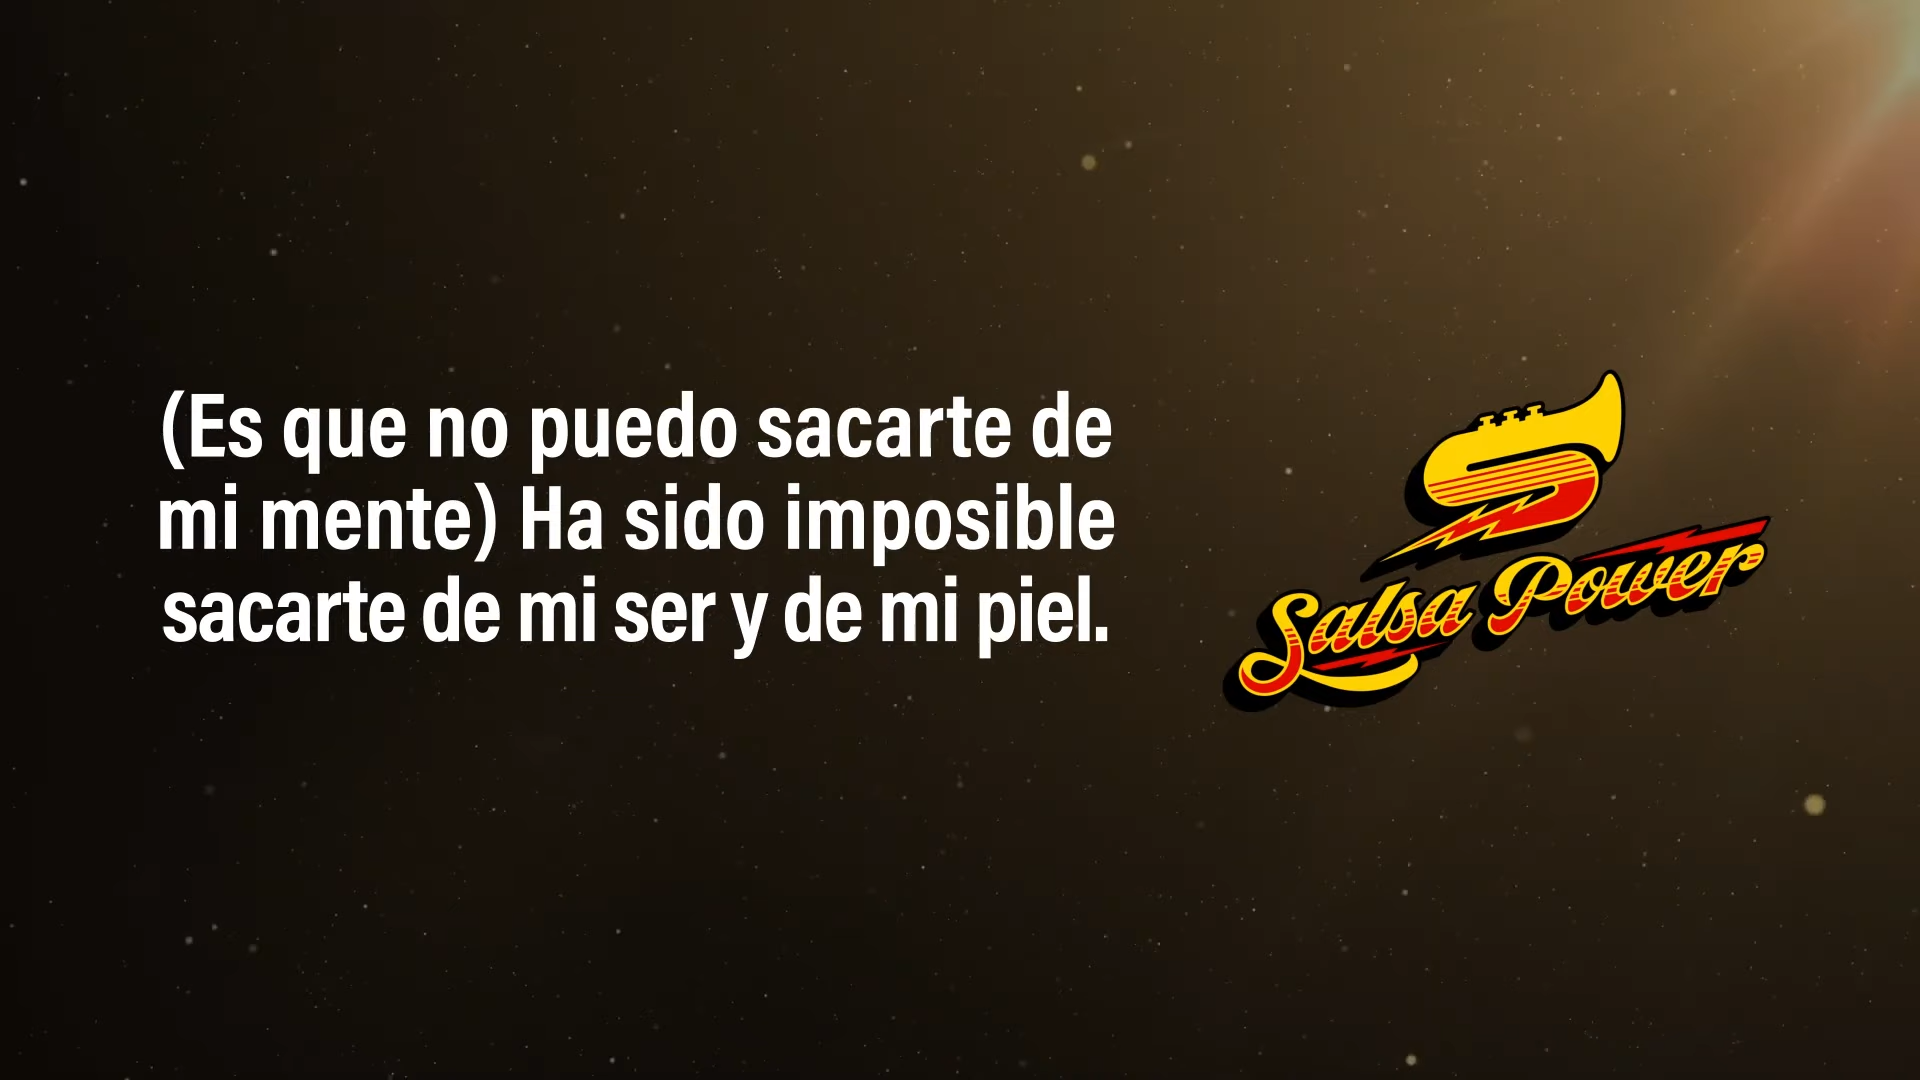 (Es que no puedo sacarte de
mi mente) Ha sido imposible
sacarte de mi ser y de mi piel.
Salsa Power